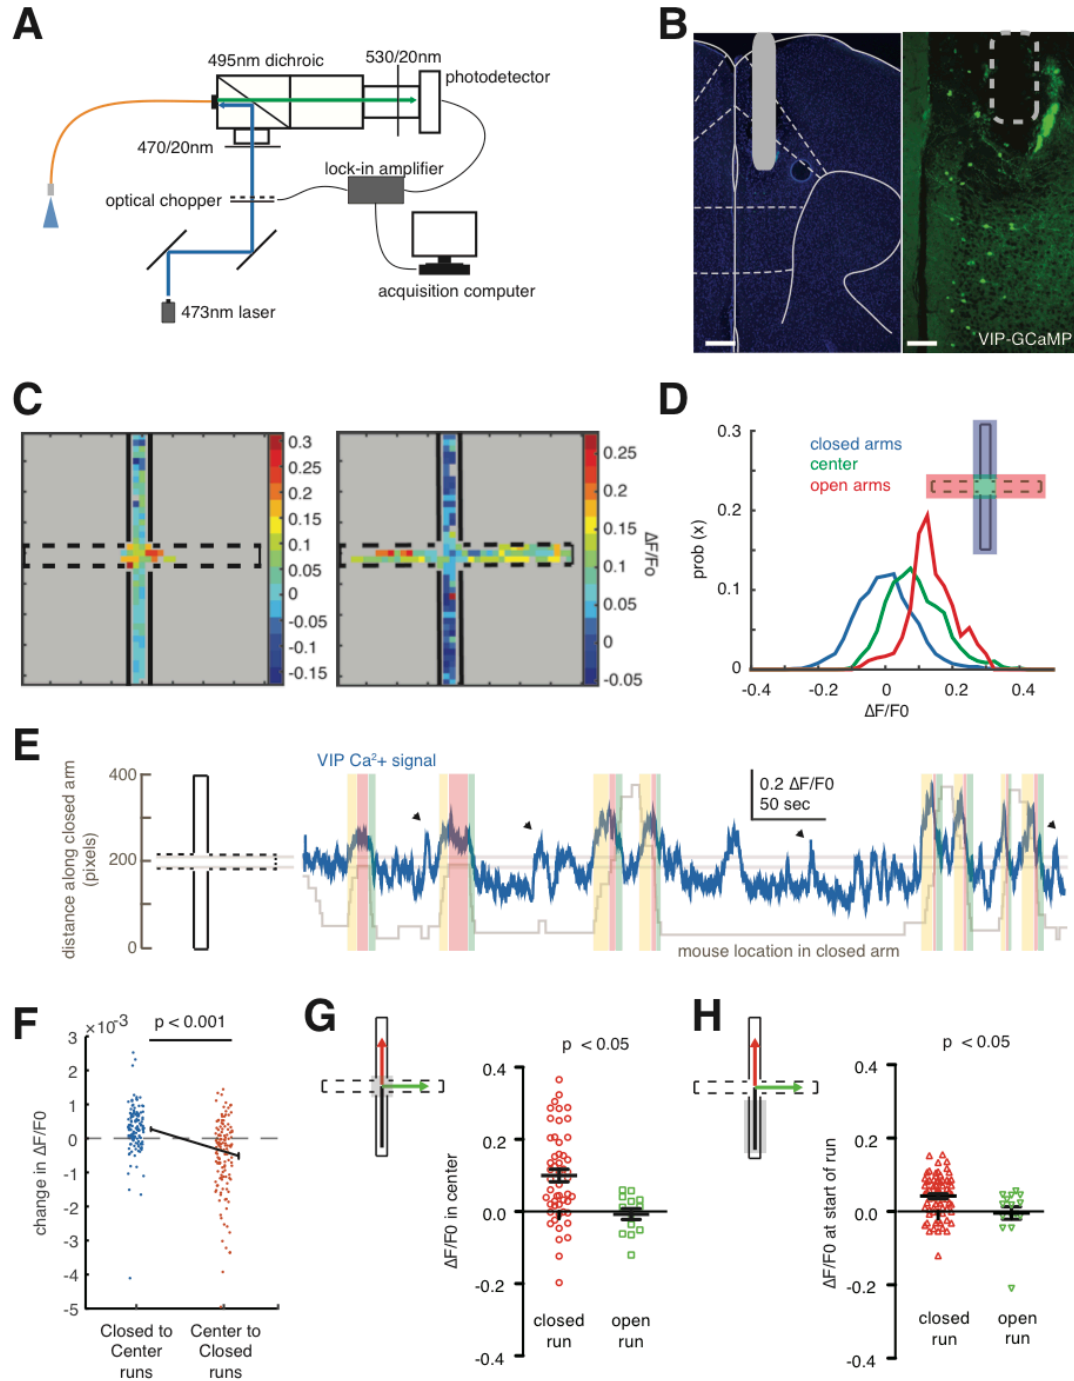 A
495nm dichroic
530/20nm
photodetector
470/20nm
lock-in amplifier
optical chopper
acquisition computer
473nm laser
B
VIP-GCaMP
C
0.3
0.25
0.2
0.15
0.1
0.05
0
-0.05
-0.1
-0.15
0.25
0.2
0.15
0.1
0.05
0
-0.05
ΔF/Fo
D
0.3
0.2
0.1
0
prob (x)
closed arms
center
open arms
-0.4 -0.2 0 0.2 0.4
ΔF/F0
E
distance along closed arm
(pixels)
400
200
0
VIP Ca²+ signal
0.2 ΔF/F0
50 sec
mouse location in closed arm
F
×10⁻³
p < 0.001
3
2
1
0
-1
-2
-3
-4
-5
change in ΔF/F0
Closed to
Center
runs
Center to
Closed
runs
G
p < 0.05
0.4
0.2
0.0
-0.2
-0.4
ΔF/F0 in center
closed
run
open
run
H
p < 0.05
0.4
0.2
0.0
-0.2
-0.4
ΔF/F0 at start of run
closed
run
open
run